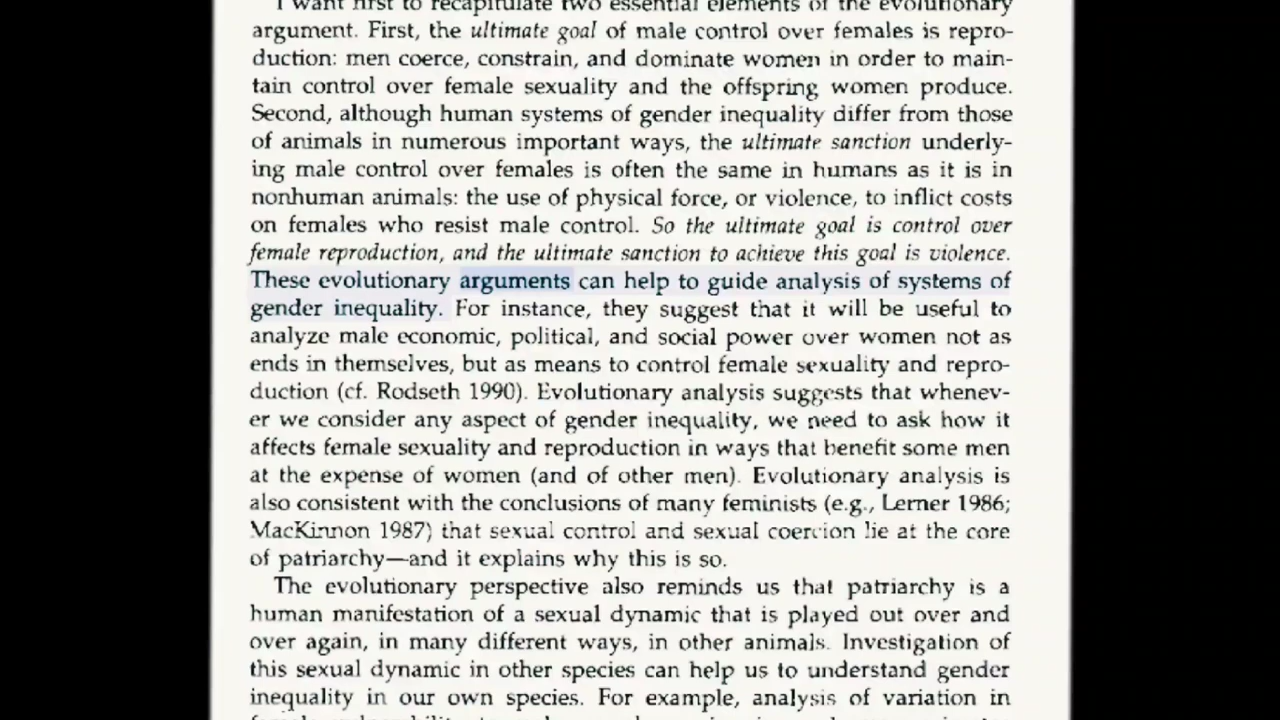 I want first to recapitulate two essential elements of the evolutionary
argument. First, the ultimate goal of male control over females is repro-
duction: men coerce, constrain, and dominate women in order to main-
tain control over female sexuality and the offspring women produce.
Second, although human systems of gender inequality differ from those
of animals in numerous important ways, the ultimate sanction underly-
ing male control over females is often the same in humans as it is in
nonhuman animals: the use of physical force, or violence, to inflict costs
on females who resist male control. So the ultimate goal is control over
female reproduction, and the ultimate sanction to achieve this goal is violence.
These evolutionary arguments can help to guide analysis of systems of
gender inequality. For instance, they suggest that it will be useful to
analyze male economic, political, and social power over women not as
ends in themselves, but as means to control female sexuality and repro-
duction (cf. Rodseth 1990). Evolutionary analysis suggests that whenev-
er we consider any aspect of gender inequality, we need to ask how it
affects female sexuality and reproduction in ways that benefit some men
at the expense of women (and of other men). Evolutionary analysis is
also consistent with the conclusions of many feminists (e.g., Lerner 1986;
MacKinnon 1987) that sexual control and sexual coercion lie at the core
of patriarchy—and it explains why this is so.
The evolutionary perspective also reminds us that patriarchy is a
human manifestation of a sexual dynamic that is played out over and
over again, in many different ways, in other animals. Investigation of
this sexual dynamic in other species can help us to understand gender
inequality in our own species. For example, analysis of variation in